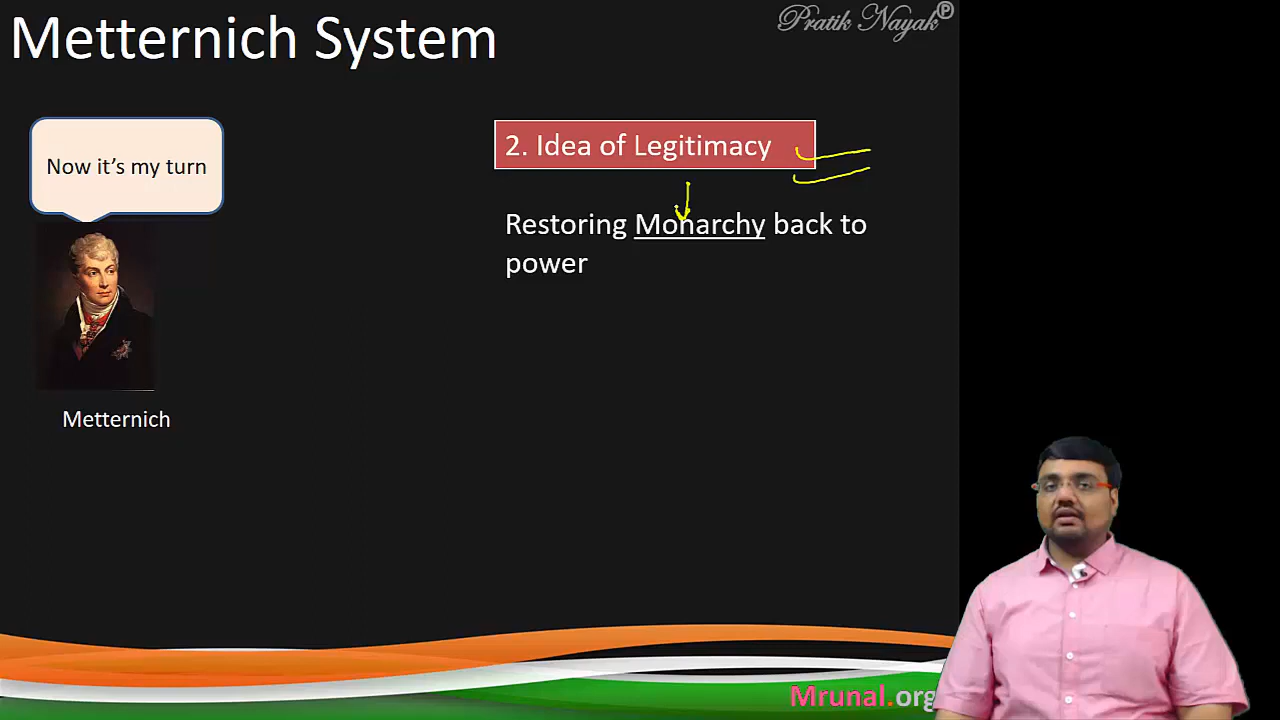 Metternich System
Pratik Nayak ℗
Now it's my turn
2. Idea of Legitimacy
Restoring Monarchy back to
power
Metternich
Mrunal.org